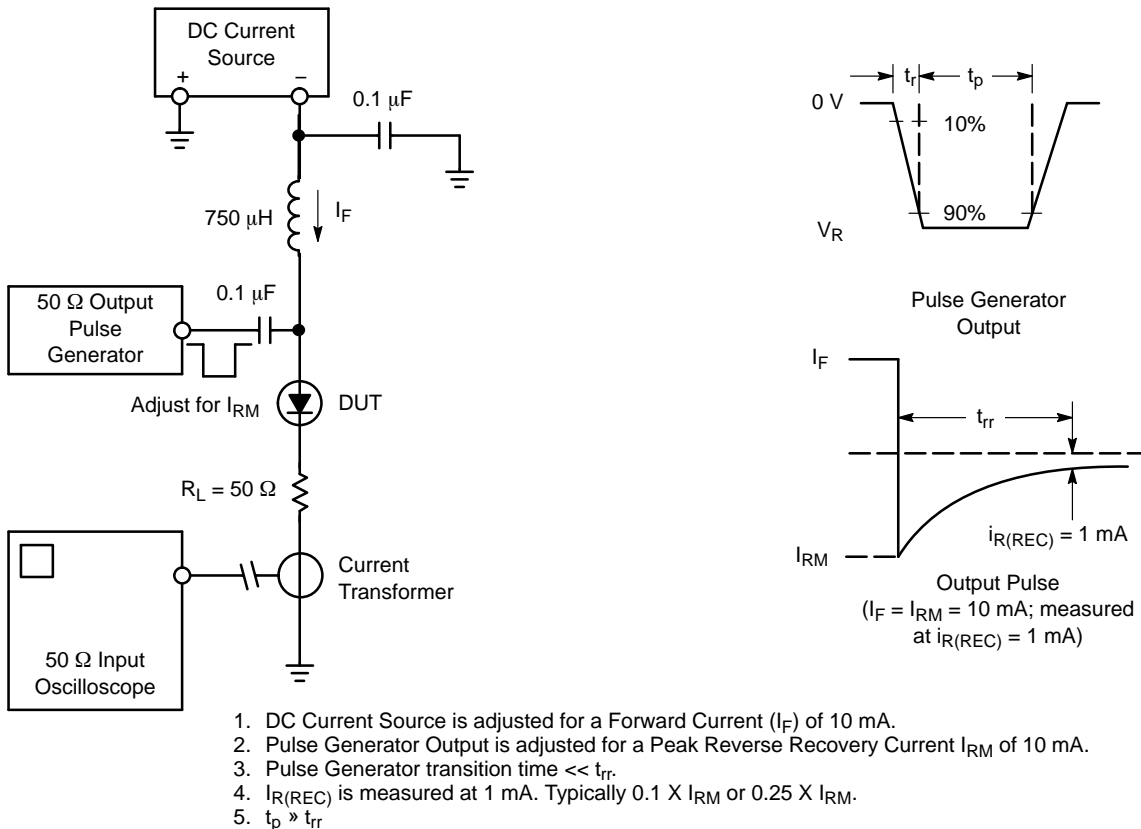 DC Current
Source
+ −
0.1 μF
750 μH
I_F
50 Ω Output
Pulse
Generator
0.1 μF
Adjust for I_RM
DUT
R_L = 50 Ω
Current
Transformer
50 Ω Input
Oscilloscope
t_r t_p
0 V
10%
90%
V_R
Pulse Generator
Output
I_F
t_rr
i_R(REC) = 1 mA
I_RM
Output Pulse
(I_F = I_RM = 10 mA; measured
at i_R(REC) = 1 mA)
1. DC Current Source is adjusted for a Forward Current (I_F) of 10 mA.
2. Pulse Generator Output is adjusted for a Peak Reverse Recovery Current I_RM of 10 mA.
3. Pulse Generator transition time << t_rr.
4. I_R(REC) is measured at 1 mA. Typically 0.1 X I_RM or 0.25 X I_RM.
5. t_p » t_rr